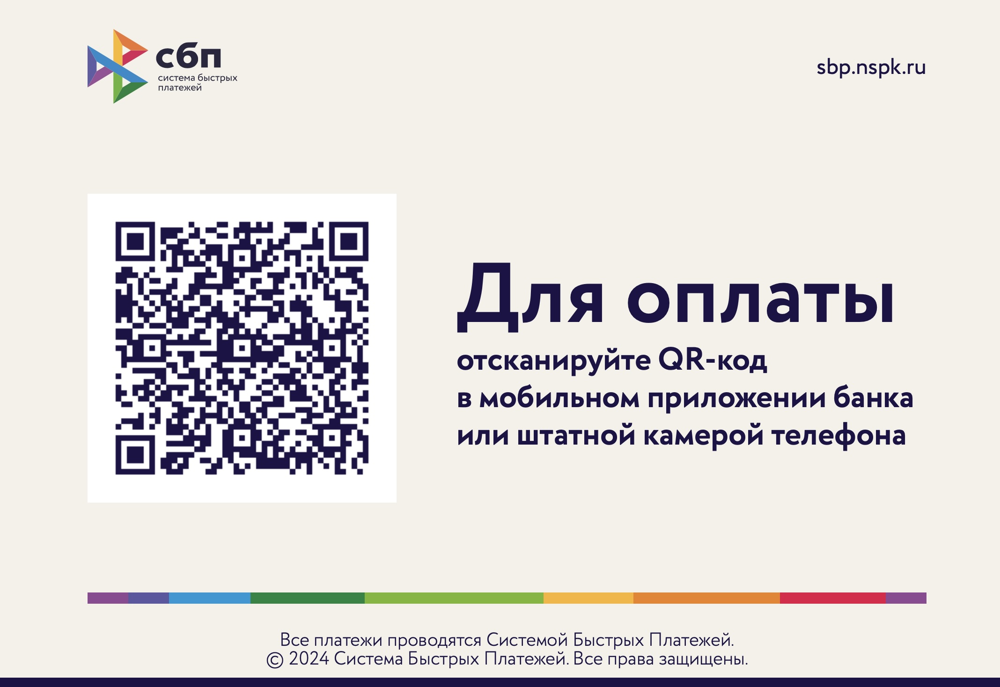 сбп
система быстрых
платежей
sbp.nspk.ru
Для оплаты
отсканируйте QR-код
в мобильном приложении банка
или штатной камерой телефона
Все платежи проводятся Системой Быстрых Платежей.
© 2024 Система Быстрых Платежей. Все права защищены.